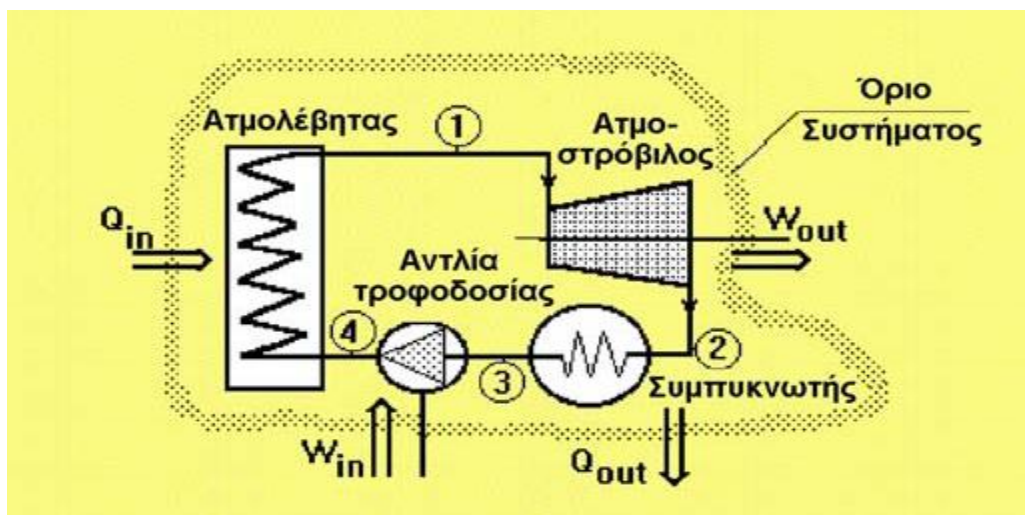 Ατμολέβητας
1
Ατμο-
στρόβιλος
Όριο
Συστήματος
Qin
Wout
Αντλία
τροφοδοσίας
4
3
2
Συμπυκνωτής
Win
Qout